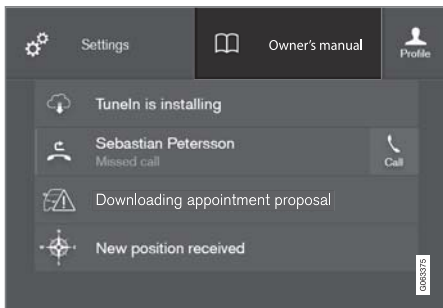 Settings
Owner's manual
Profile
TuneIn is installing
Sebastian Petersson
Missed call
Call
Downloading appointment proposal
New position received
G063375